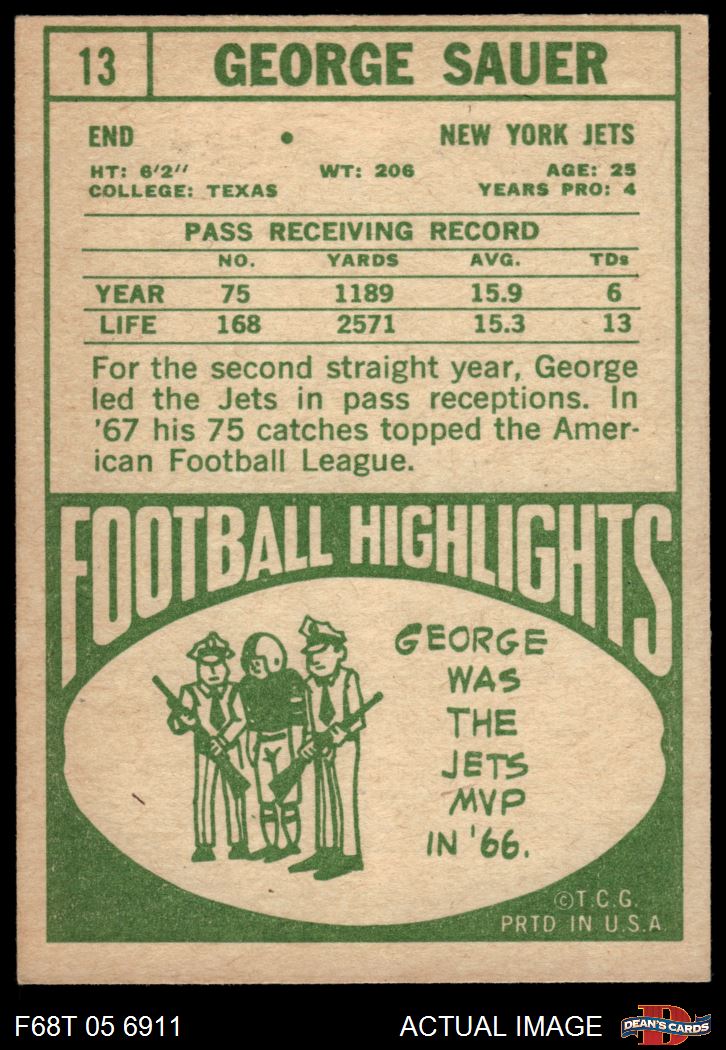 13 GEORGE SAUER
END • NEW YORK JETS
HT: 6'2" WT: 206 AGE: 25
COLLEGE: TEXAS YEARS PRO: 4
PASS RECEIVING RECORD
NO. YARDS AVG. TDs
YEAR 75 1189 15.9 6
LIFE 168 2571 15.3 13
For the second straight year, George
led the Jets in pass receptions. In
'67 his 75 catches topped the Amer-
ican Football League.
FOOTBALL HIGHLIGHTS
GEORGE
WAS
THE
JETS
MVP
IN '66.
©T.C.G.
PRTD IN U.S.A
F68T 05 6911 ACTUAL IMAGE
D
DEAN'S CARDS